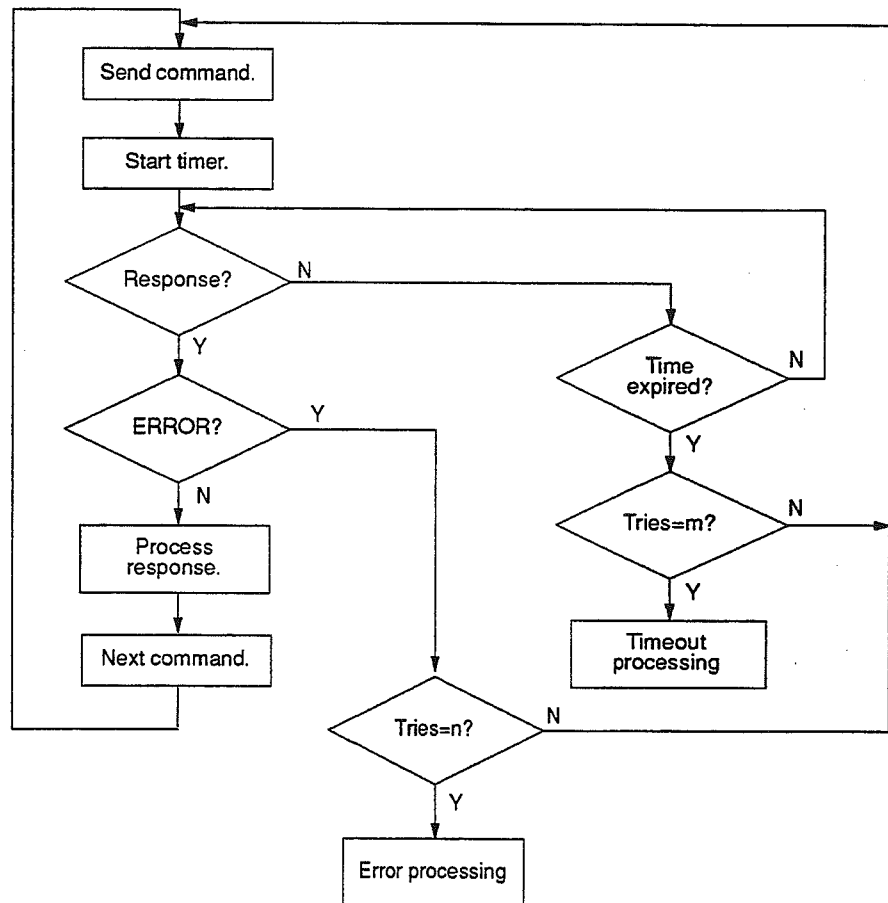 Send command.
Start timer.
Response?
N
Y
Time
expired?
N
Y
ERROR?
Y
N
Tries=m?
N
Y
Process
response.
Timeout
processing
Next command.
Tries=n?
N
Y
Error processing